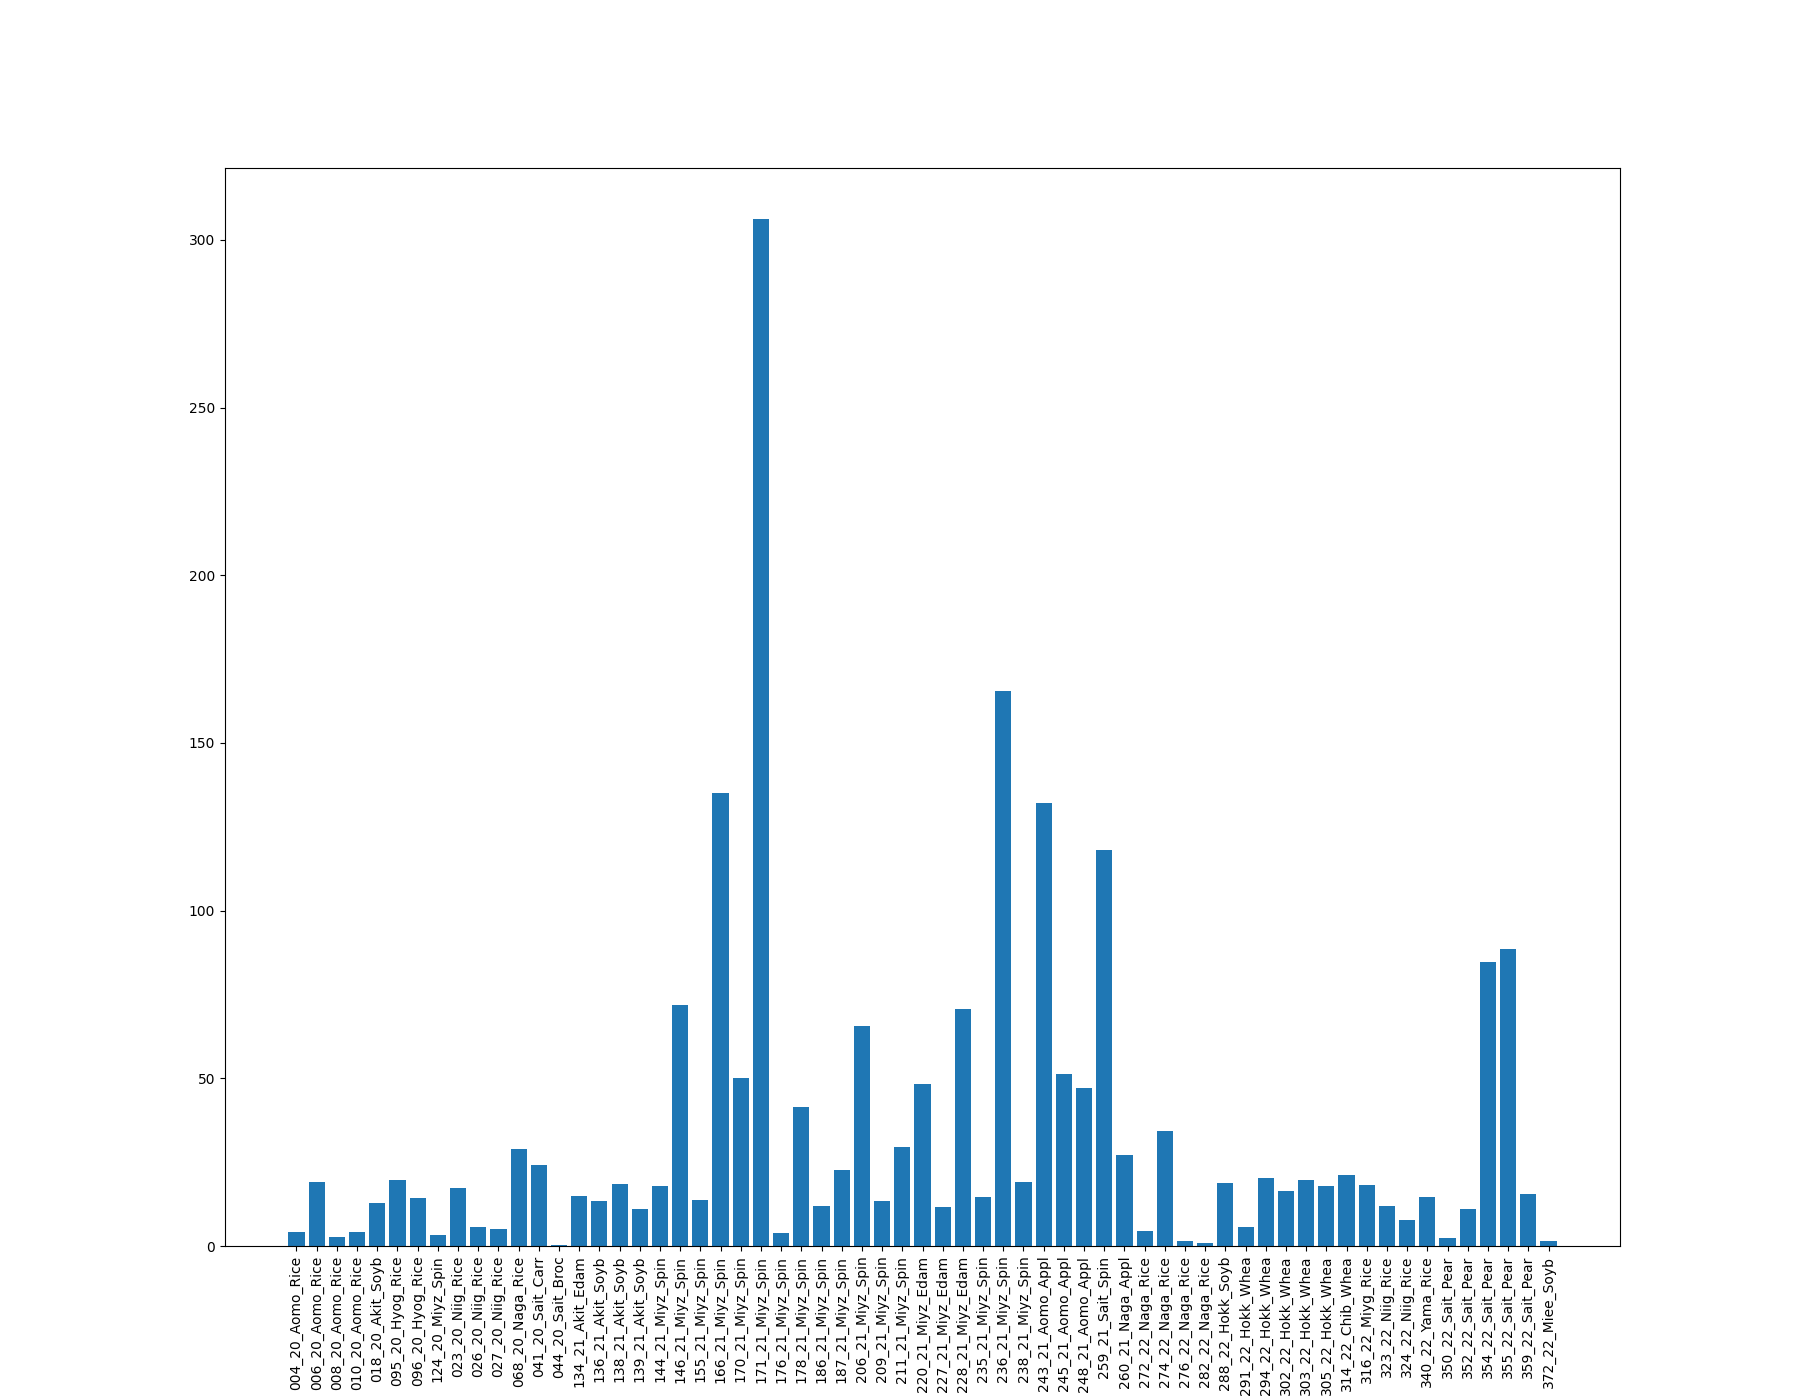 300
250
200
150
100
50
0
004_20_Aomo_Rice
006_20_Aomo_Rice
008_20_Aomo_Rice
010_20_Aomo_Rice
018_20_Akit_Soyb
095_20_Hyog_Rice
096_20_Hyog_Rice
124_20_Miyz_Spin
023_20_Niig_Rice
026_20_Niig_Rice
027_20_Niig_Rice
068_20_Naga_Rice
041_20_Sait_Carr
044_20_Sait_Broc
134_21_Akit_Edam
136_21_Akit_Soyb
138_21_Akit_Soyb
139_21_Akit_Soyb
144_21_Miyz_Spin
146_21_Miyz_Spin
155_21_Miyz_Spin
166_21_Miyz_Spin
170_21_Miyz_Spin
171_21_Miyz_Spin
176_21_Miyz_Spin
178_21_Miyz_Spin
186_21_Miyz_Spin
187_21_Miyz_Spin
206_21_Miyz_Spin
209_21_Miyz_Spin
211_21_Miyz_Spin
220_21_Miyz_Edam
227_21_Miyz_Edam
228_21_Miyz_Edam
235_21_Miyz_Spin
236_21_Miyz_Spin
238_21_Miyz_Spin
243_21_Aomo_Appl
245_21_Aomo_Appl
248_21_Aomo_Appl
259_21_Sait_Spin
260_21_Naga_Appl
272_22_Naga_Rice
274_22_Naga_Rice
276_22_Naga_Rice
282_22_Naga_Rice
288_22_Hokk_Soyb
291_22_Hokk_Whea
294_22_Hokk_Whea
302_22_Hokk_Whea
303_22_Hokk_Whea
305_22_Hokk_Whea
314_22_Chib_Whea
316_22_Miyg_Rice
323_22_Niig_Rice
324_22_Niig_Rice
340_22_Yama_Rice
350_22_Sait_Pear
352_22_Sait_Pear
354_22_Sait_Pear
355_22_Sait_Pear
359_22_Sait_Pear
372_22_Miee_Soyb